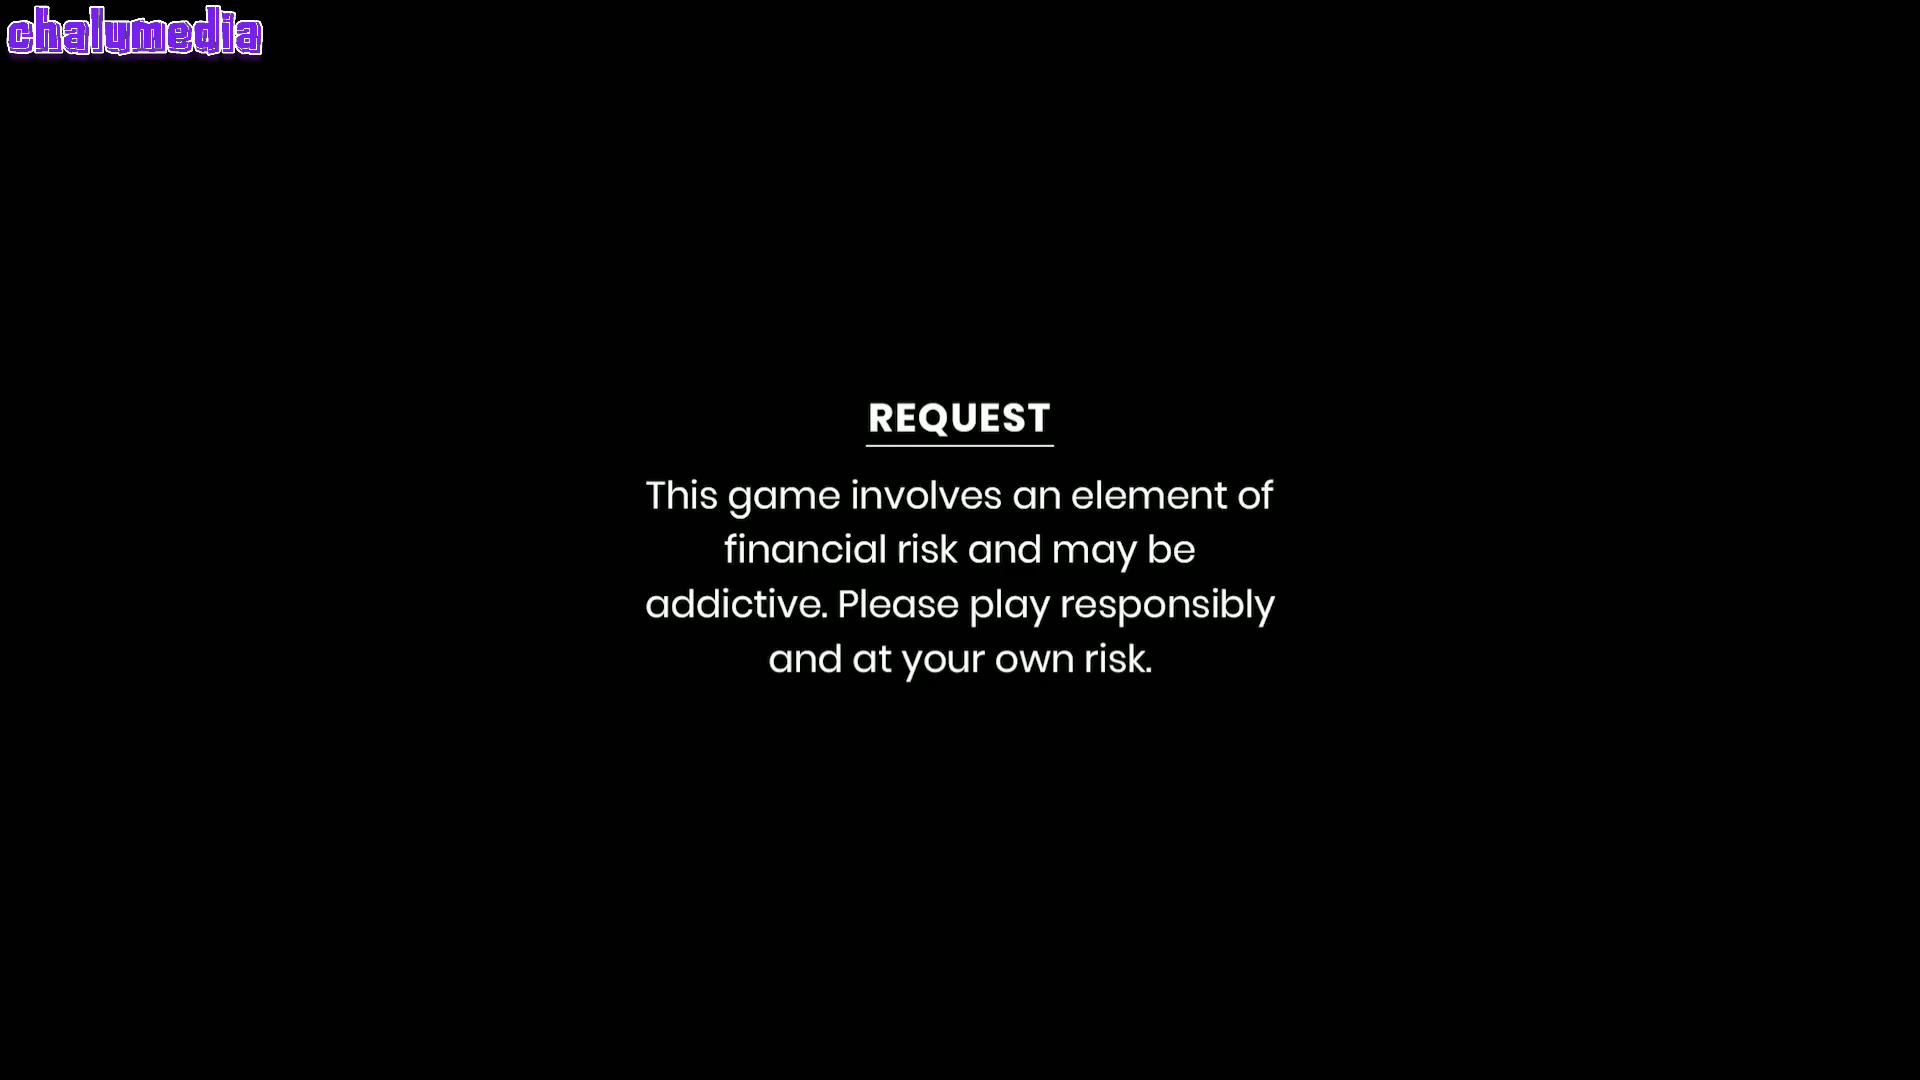 chalumedia
REQUEST
This game involves an element of
financial risk and may be
addictive. Please play responsibly
and at your own risk.